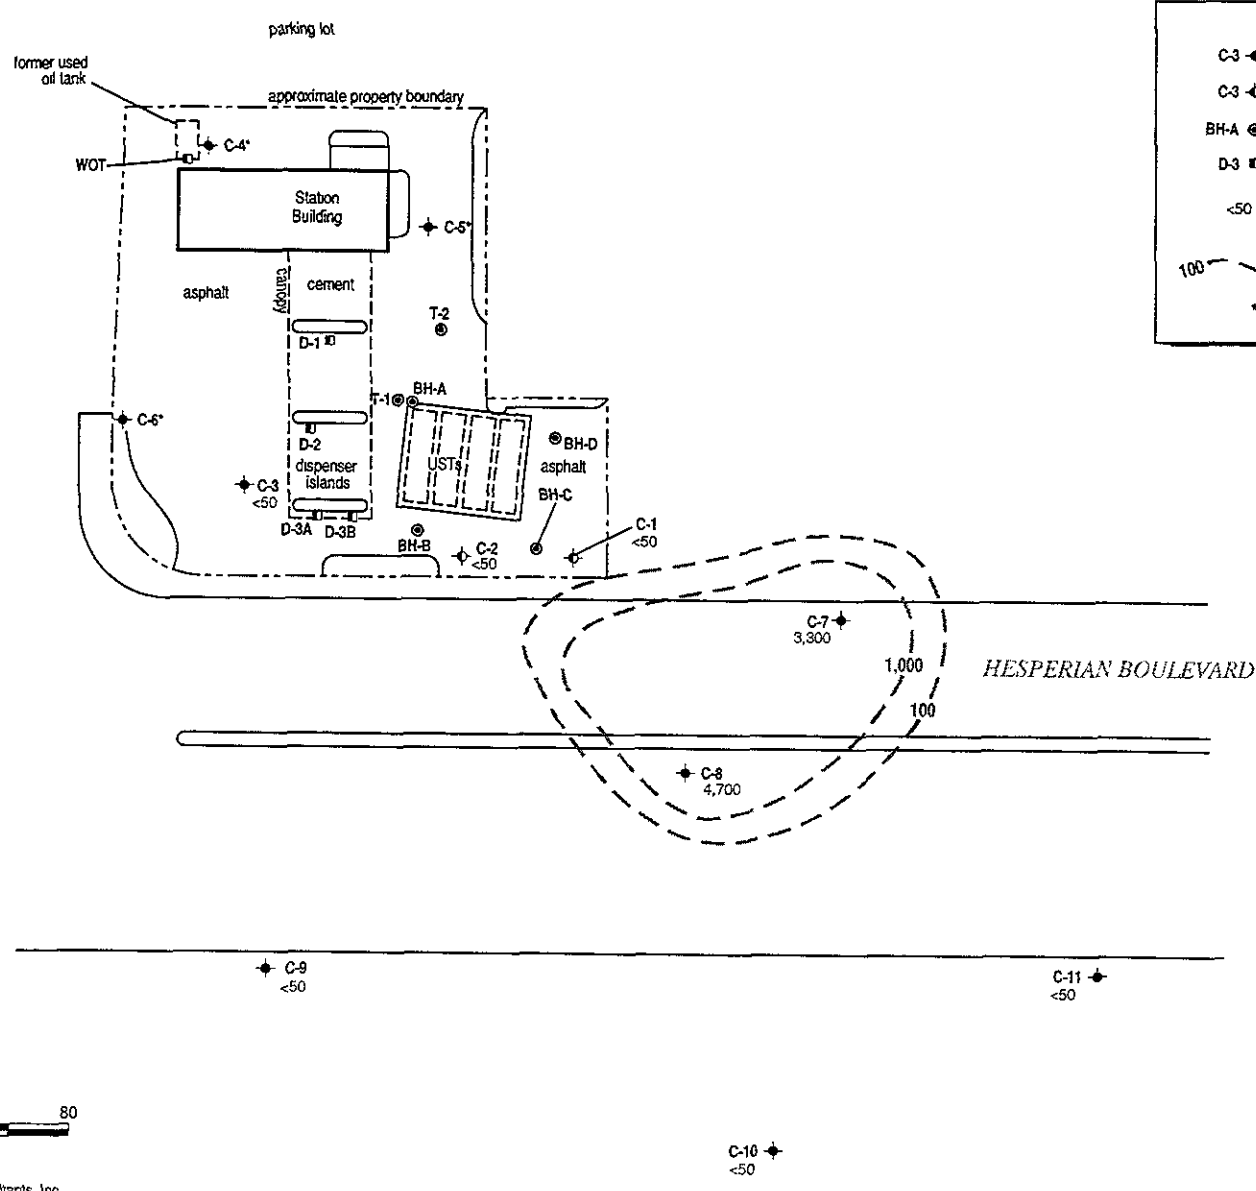 parking lot
former used
oil tank
approximate property boundary
C-4*
WOT
Station
Building
C-5*
asphalt
canopy
cement
T-2
D-1
T-1
BH-A
C-6*
D-2
BH-D
USTs
asphalt
dispenser
islands
C-3
<50
BH-C
D-3A
D-3B
BH-B
C-2
<50
C-1
<50
C-7
3,300
1,000
HESPERIAN BOULEVARD
100
C-8
4,700
C-9
<50
C-11
<50
80
C-10
<50
C-3
C-3
BH-A
D-3
<50
100